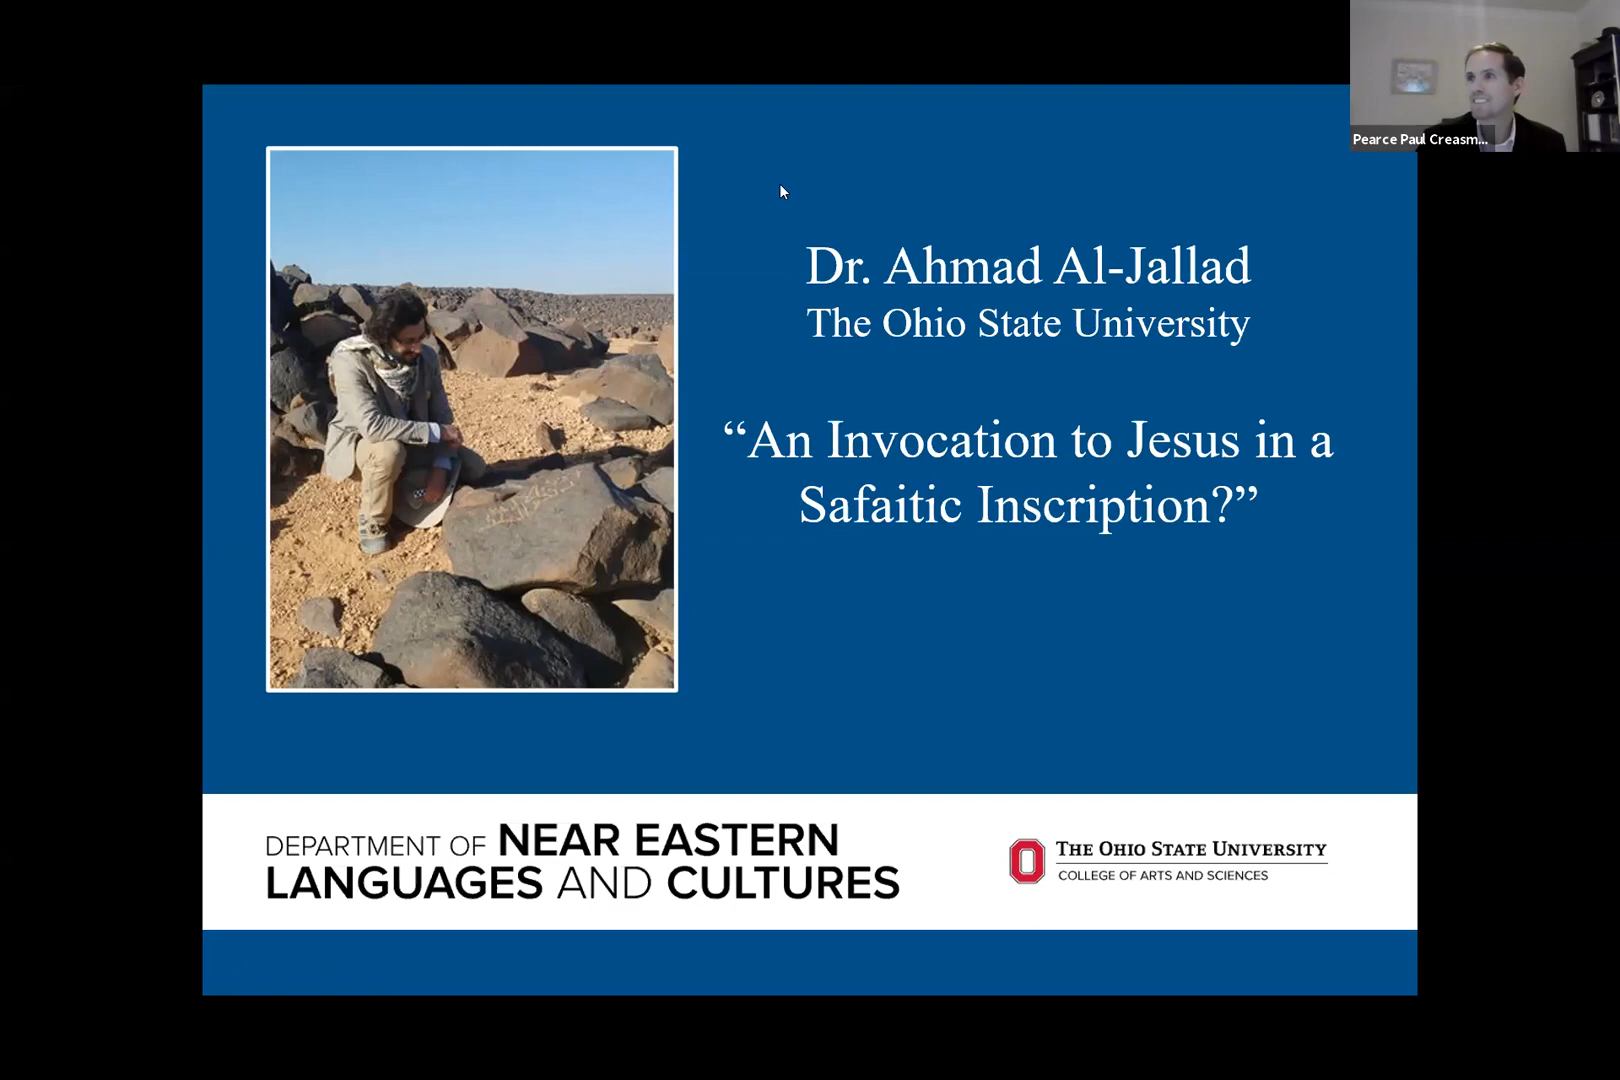 Pearce Paul Creasm...
Dr. Ahmad Al-Jallad
The Ohio State University
“An Invocation to Jesus in a
Safaitic Inscription?”
DEPARTMENT OF NEAR EASTERN
LANGUAGES AND CULTURES
THE OHIO STATE UNIVERSITY
COLLEGE OF ARTS AND SCIENCES